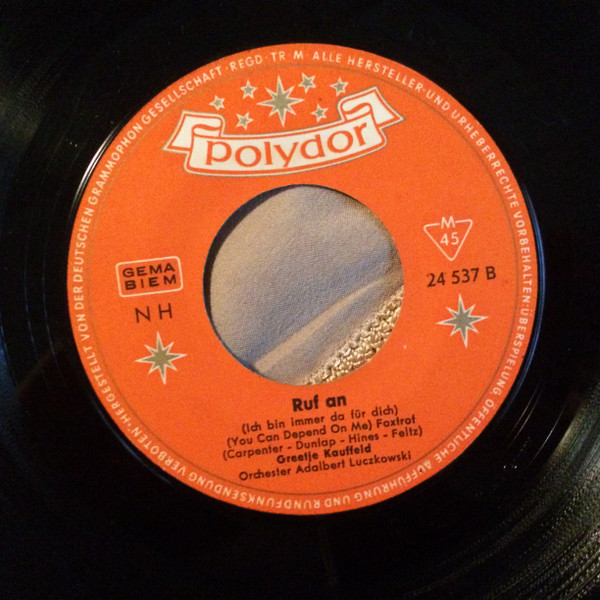 HERGESTELLT VON DER DEUTSCHEN GRAMMOPHON GESELLSCHAFT · REGD · TR · M · ALLE HERSTELLER- UND URHEBERRECHTE VORBEHALTEN · ÜBERSPIELUNG ÖFFENTLICHE AUFFÜHRUNG UND RUNDFUNKSENDUNG VERBOTEN ·
Polydor
M
45
24 537 B
GEMA
BIEM
NH
Ruf an
(Ich bin immer da für dich)
(You Can Depend On Me) Foxtrot
(Carpenter - Dunlap - Hines - Feltz)
Greetje Kauffeld
Orchester Adalbert Luczkowski